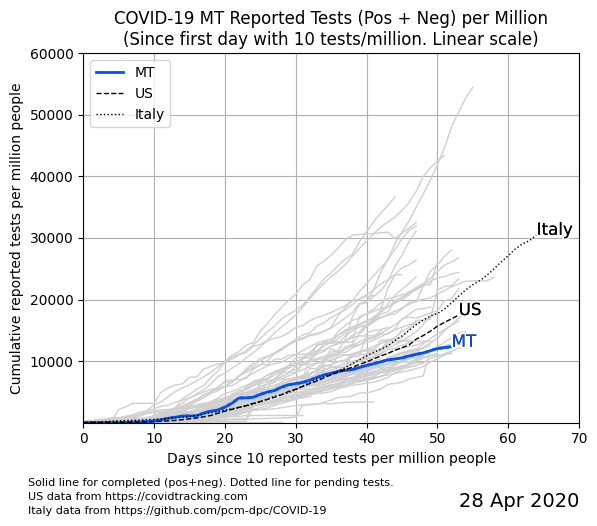 COVID-19 MT Reported Tests (Pos + Neg) per Million
(Since first day with 10 tests/million. Linear scale)
Cumulative reported tests per million people
60000
50000
40000
30000
20000
10000
MT
US
Italy
Italy
US
MT
0 10 20 30 40 50 60 70
Days since 10 reported tests per million people
Solid line for completed (pos+neg). Dotted line for pending tests.
US data from https://covidtracking.com
Italy data from https://github.com/pcm-dpc/COVID-19
28 Apr 2020